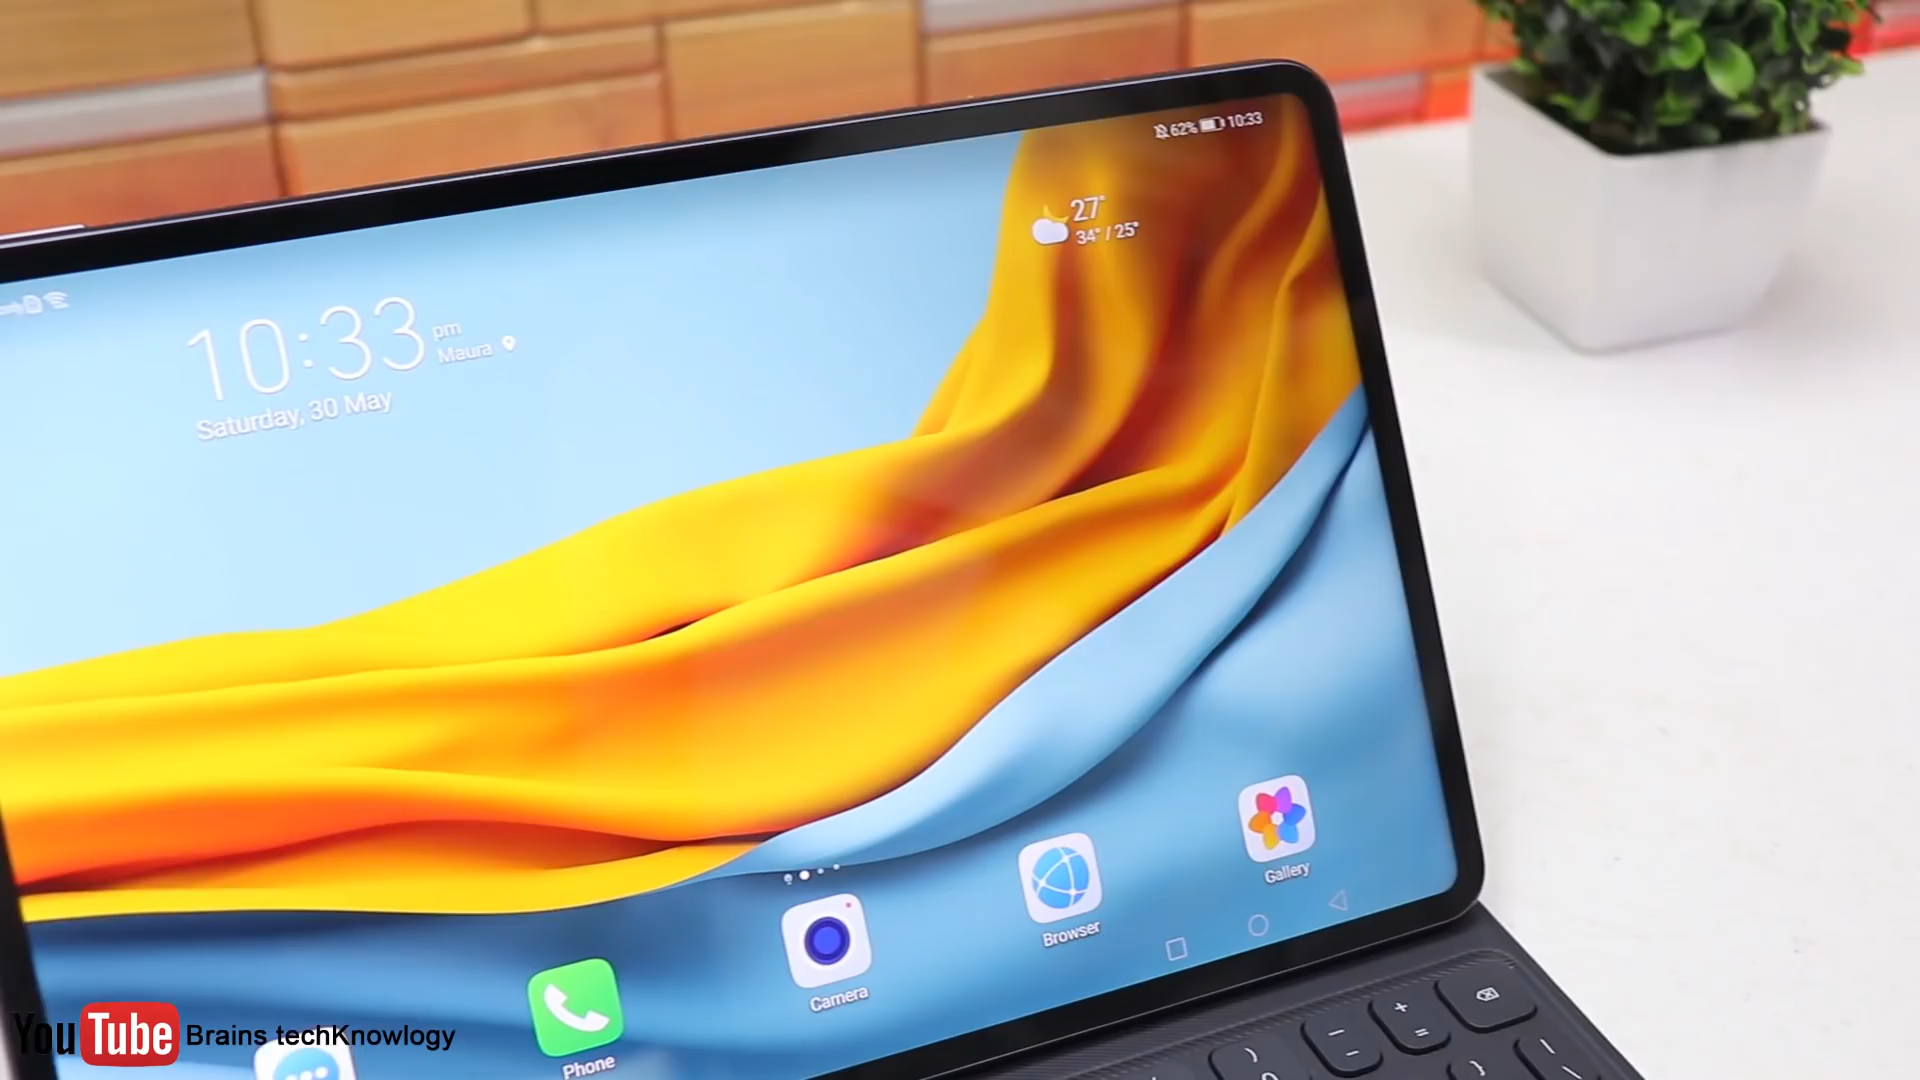 62% 10:33
27°
34° / 25°
10:33 pm
Maura
Saturday, 30 May
Gallery
Browser
Camera
Phone
YouTube Brains techKnowlogy
+
=